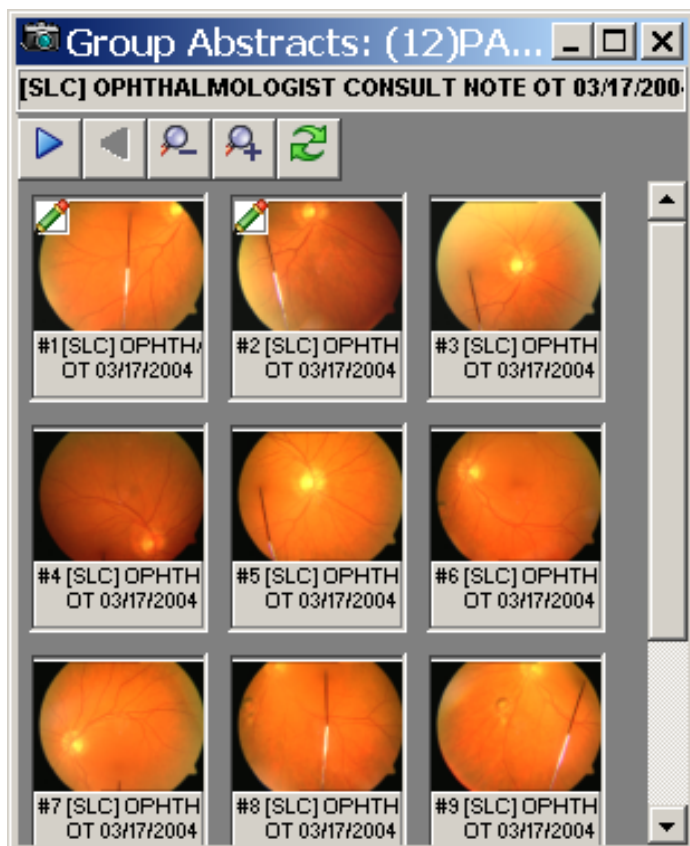 Group Abstracts: (12)PA...
[SLC] OPHTHALMOLOGIST CONSULT NOTE OT 03/17/200
#1 [SLC] OPHTH
OT 03/17/2004
#2 [SLC] OPHTH
OT 03/17/2004
#3 [SLC] OPHTH
OT 03/17/2004
#4 [SLC] OPHTH
OT 03/17/2004
#5 [SLC] OPHTH
OT 03/17/2004
#6 [SLC] OPHTH
OT 03/17/2004
#7 [SLC] OPHTH
OT 03/17/2004
#8 [SLC] OPHTH
OT 03/17/2004
#9 [SLC] OPHTH
OT 03/17/2004